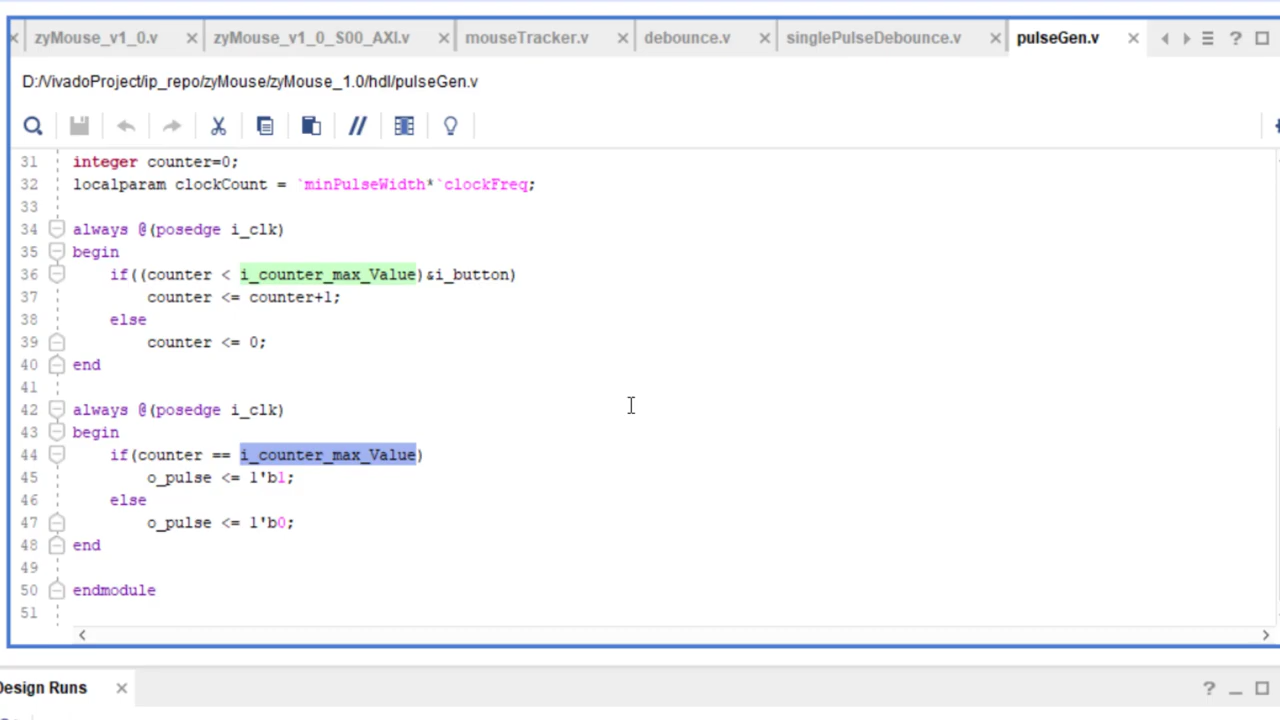 zyMouse_v1_0.v zyMouse_v1_0_S00_AXI.v mouseTracker.v debounce.v singlePulseDebounce.v pulseGen.v
D:/VivadoProject/ip_repo/zyMouse/zyMouse_1.0/hdl/pulseGen.v
31 integer counter=0;
32 localparam clockCount = `minPulseWidth*`clockFreq;
33
34 always @(posedge i_clk)
35 begin
36 if((counter < i_counter_max_Value)&i_button)
37 counter <= counter+1;
38 else
39 counter <= 0;
40 end
41
42 always @(posedge i_clk)
43 begin
44 if(counter == i_counter_max_Value)
45 o_pulse <= 1'b1;
46 else
47 o_pulse <= 1'b0;
48 end
49
50 endmodule
51
Design Runs